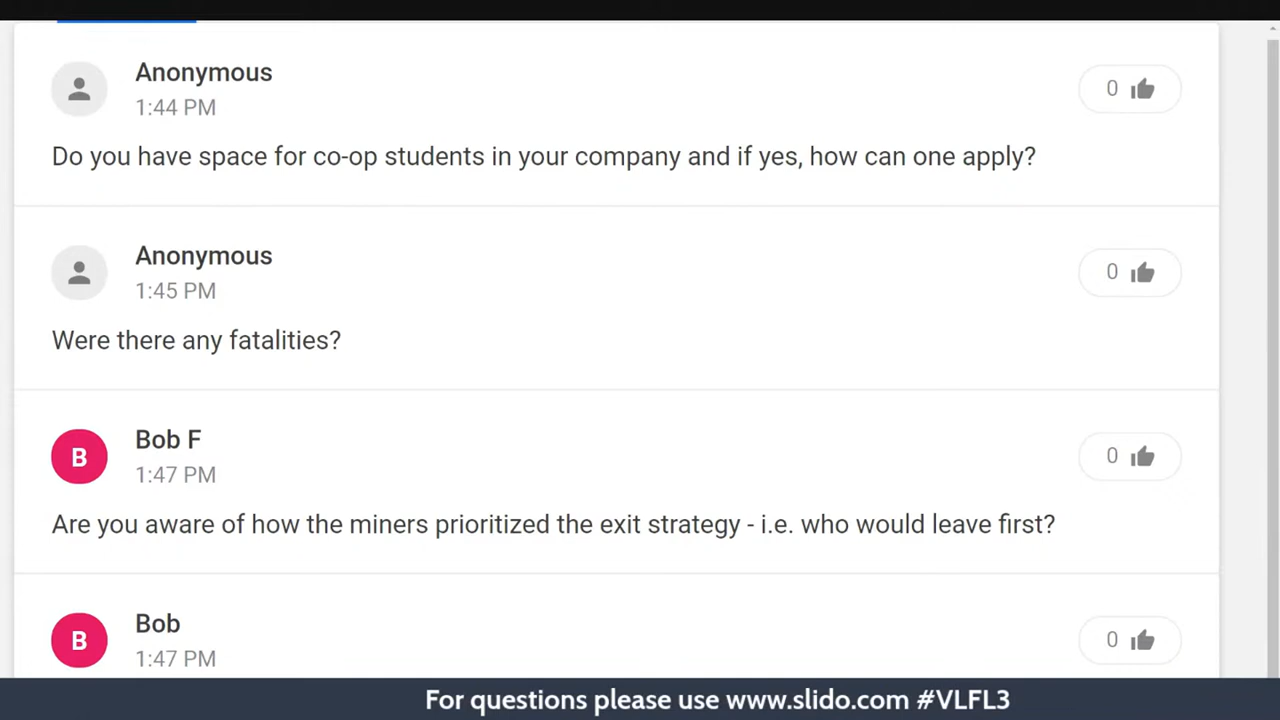 Anonymous
1:44 PM
0
Do you have space for co-op students in your company and if yes, how can one apply?
Anonymous
1:45 PM
0
Were there any fatalities?
B
Bob F
1:47 PM
0
Are you aware of how the miners prioritized the exit strategy - i.e. who would leave first?
B
Bob
1:47 PM
0
For questions please use www.slido.com #VLFL3